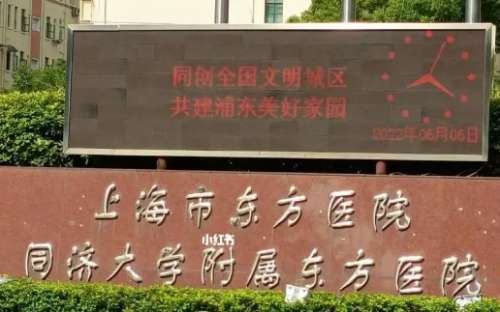 同创全国文明城区
共建浦东美好家园
2022年06月06日
上海市东方医院
小红书
同济大学附属东方医院